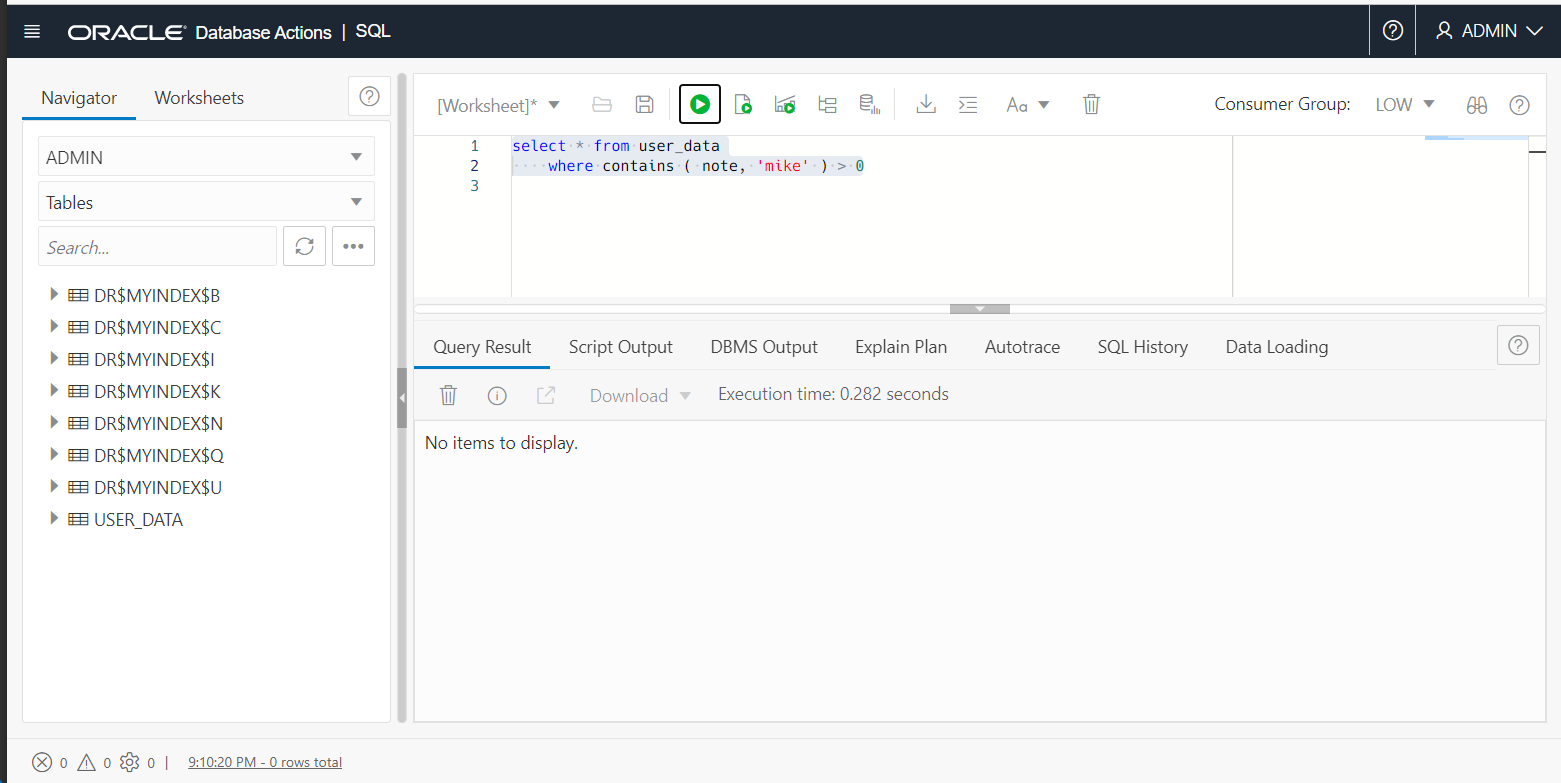 ORACLE® Database Actions | SQL
ADMIN
Navigator
Worksheets
ADMIN
Tables
Search...
DR$MYINDEX$B
DR$MYINDEX$C
DR$MYINDEX$I
DR$MYINDEX$K
DR$MYINDEX$N
DR$MYINDEX$Q
DR$MYINDEX$U
USER_DATA
[Worksheet]*
Aa
Consumer Group: LOW
1 select * from user_data
2 where contains ( note, 'mike' ) > 0
3
Query Result
Script Output
DBMS Output
Explain Plan
Autotrace
SQL History
Data Loading
Download
Execution time: 0.282 seconds
No items to display.
0 0 0 | 9:10:20 PM - 0 rows total